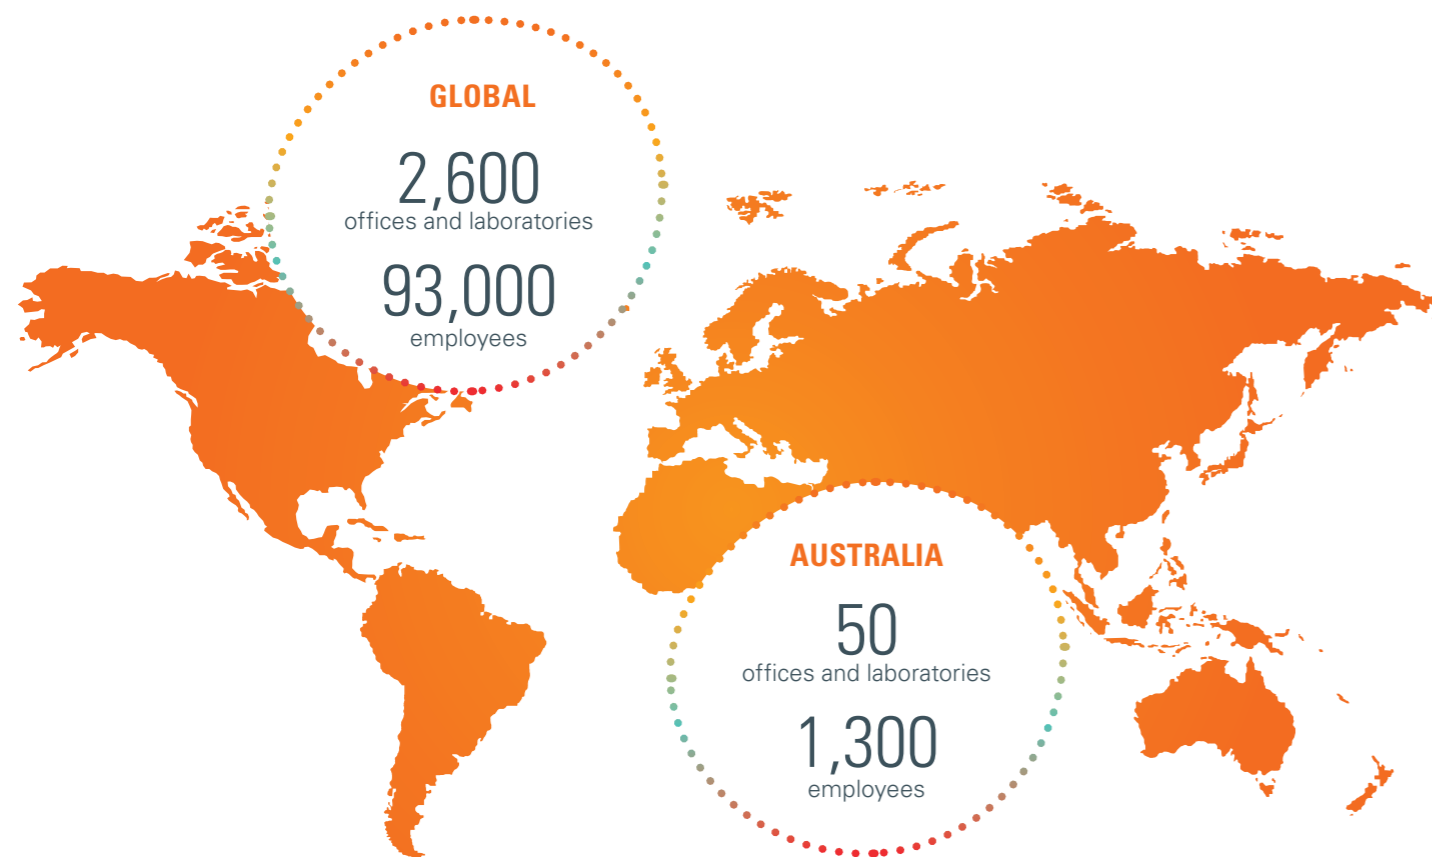 GLOBAL
2,600
offices and laboratories
93,000
employees
AUSTRALIA
50
offices and laboratories
1,300
employees